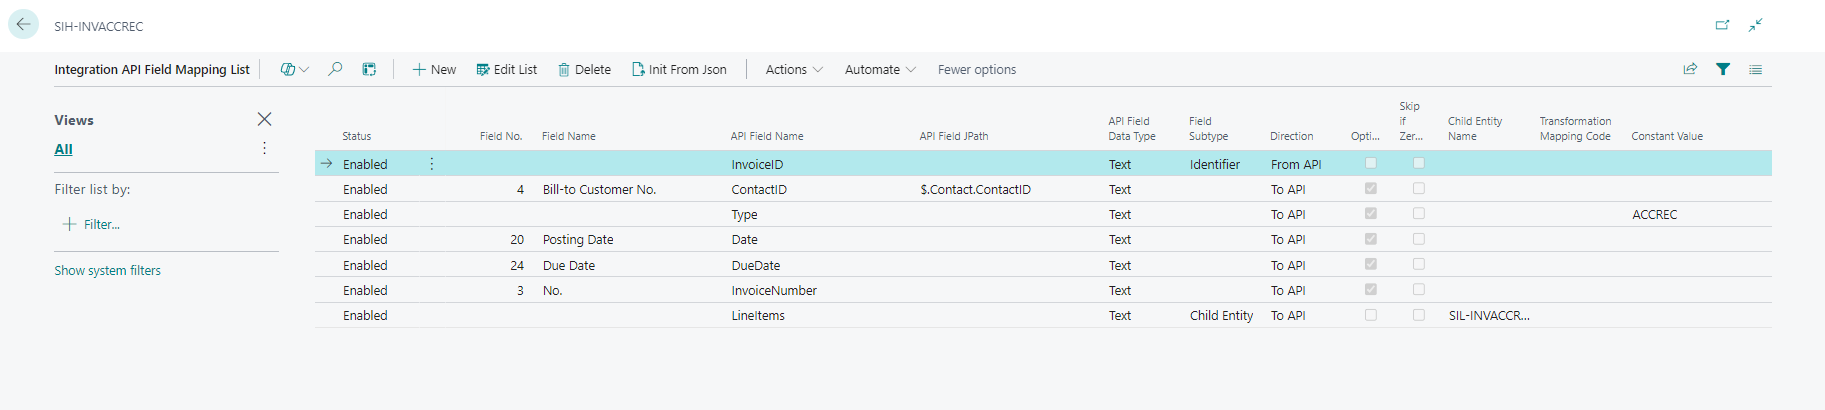 SIH-INVACCREC
Integration API Field Mapping List New Edit List Delete Init From Json Actions Automate Fewer options
Views
All
Filter list by:
Filter...
Show system filters
Status Field No. Field Name API Field Name API Field JPath API Field Data Type Field Subtype Direction Opti... Skip if Zer... Child Entity Name Transformation Mapping Code Constant Value
Enabled InvoiceID Text Identifier From API
Enabled 4 Bill-to Customer No. ContactID $.Contact.ContactID Text To API
Enabled Type Text To API ACCREC
Enabled 20 Posting Date Date Text To API
Enabled 24 Due Date DueDate Text To API
Enabled 3 No. InvoiceNumber Text To API
Enabled LineItems Text Child Entity To API SIL-INVACCR...